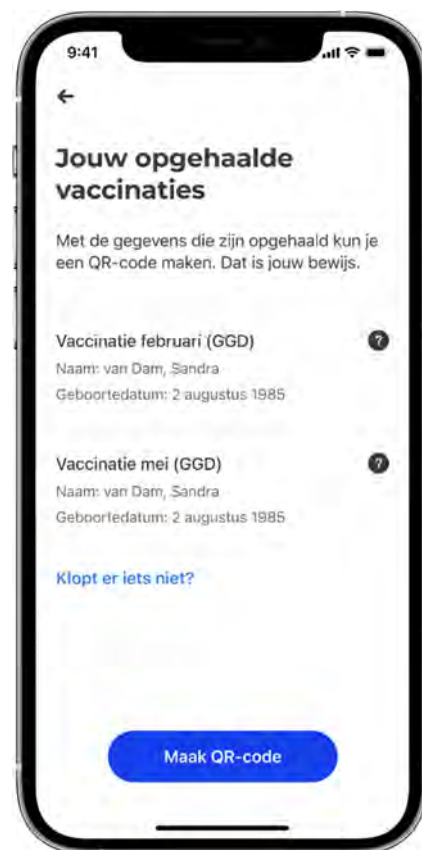 9:41
Jouw opgehaalde
vaccinaties
Met de gegevens die zijn opgehaald kun je
een QR-code maken. Dat is jouw bewijs.
Vaccinatie februari (GGD) ?
Naam: van Dam, Sandra
Geboortedatum: 2 augustus 1985
Vaccinatie mei (GGD) ?
Naam: van Dam, Sandra
Geboortedatum: 2 augustus 1985
Klopt er iets niet?
Maak QR-code